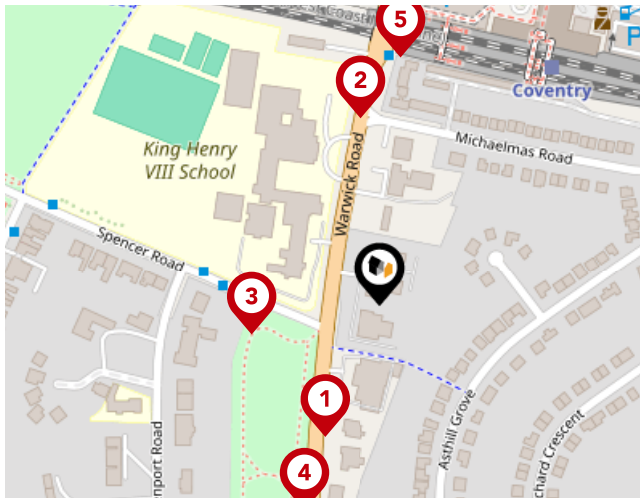 5
2
Coventry
P
King Henry
VIII School
Michaelmas Road
Warwick Road
Spencer Road
3
1
4
Asthill Grove